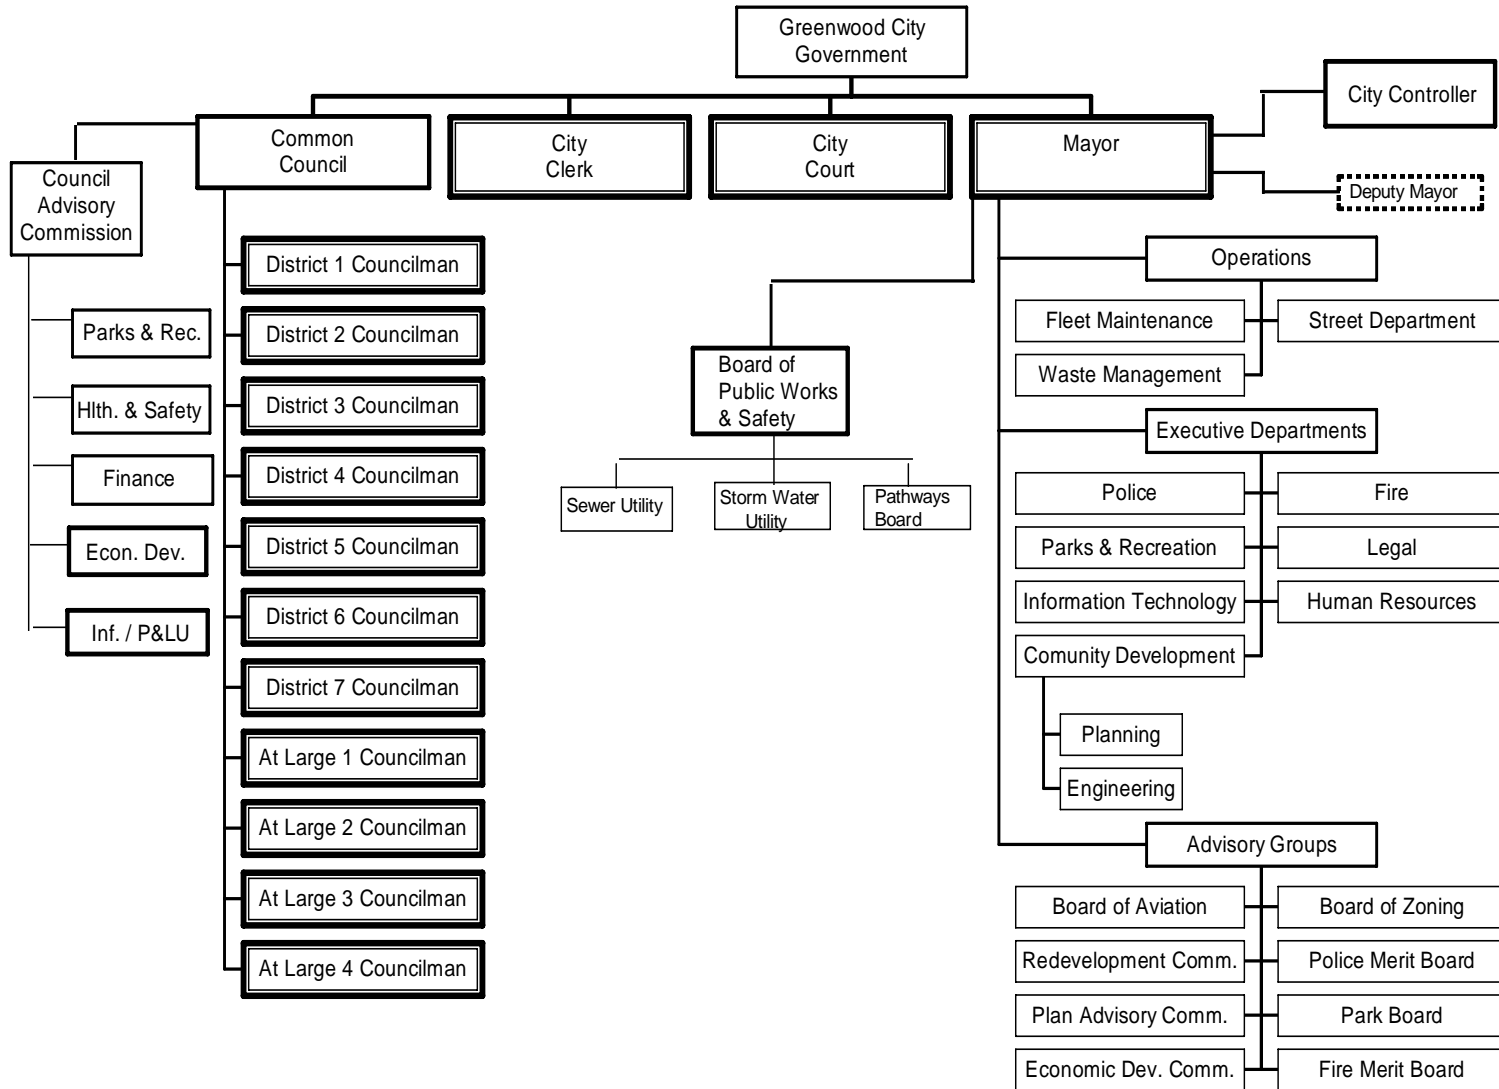 Greenwood City
Government
City Controller
Common
Council
City
Clerk
City
Court
Mayor
Deputy Mayor
Council
Advisory
Commission
Parks & Rec.
Hlth. & Safety
Finance
Econ. Dev.
Inf. / P&LU
District 1 Councilman
District 2 Councilman
District 3 Councilman
District 4 Councilman
District 5 Councilman
District 6 Councilman
District 7 Councilman
At Large 1 Councilman
At Large 2 Councilman
At Large 3 Councilman
At Large 4 Councilman
Board of
Public Works
& Safety
Sewer Utility
Storm Water
Utility
Pathways
Board
Operations
Fleet Maintenance
Street Department
Waste Management
Executive Departments
Police
Fire
Parks & Recreation
Legal
Information Technology
Human Resources
Comunity Development
Planning
Engineering
Advisory Groups
Board of Aviation
Board of Zoning
Redevelopment Comm.
Police Merit Board
Plan Advisory Comm.
Park Board
Economic Dev. Comm.
Fire Merit Board